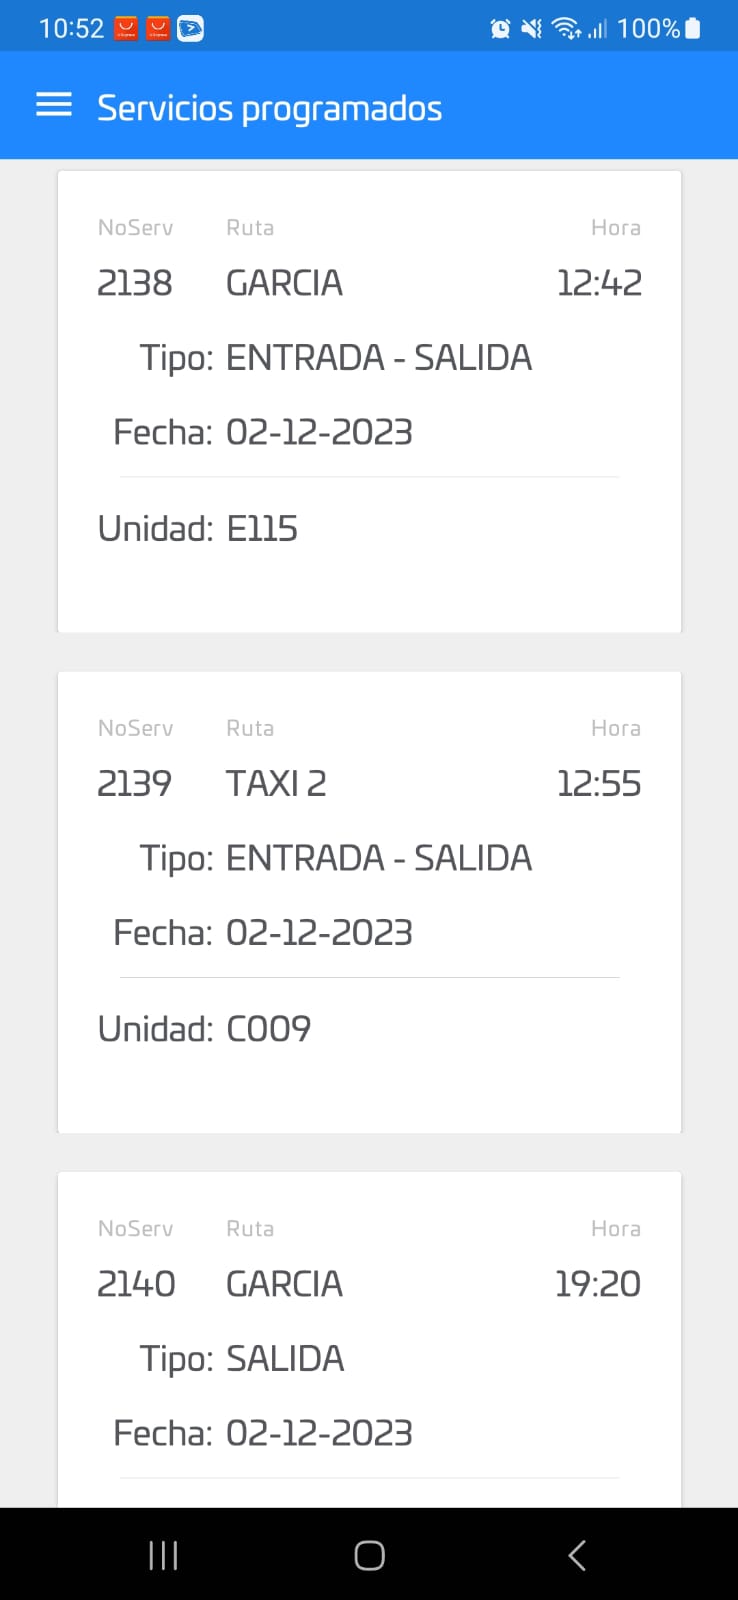 10:52 100%
Servicios programados
NoServ Ruta Hora
2138 GARCIA 12:42
Tipo: ENTRADA - SALIDA
Fecha: 02-12-2023
Unidad: E115
NoServ Ruta Hora
2139 TAXI 2 12:55
Tipo: ENTRADA - SALIDA
Fecha: 02-12-2023
Unidad: C009
NoServ Ruta Hora
2140 GARCIA 19:20
Tipo: SALIDA
Fecha: 02-12-2023